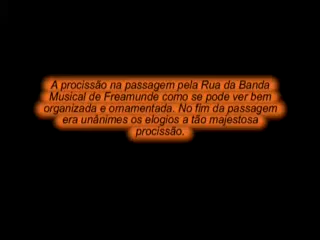 A procissão na passagem pela Rua da Banda
Musical de Freamunde como se pode ver bem
organizada e ornamentada. No fim da passagem
era unânimes os elogios a tão majestosa
procissão.